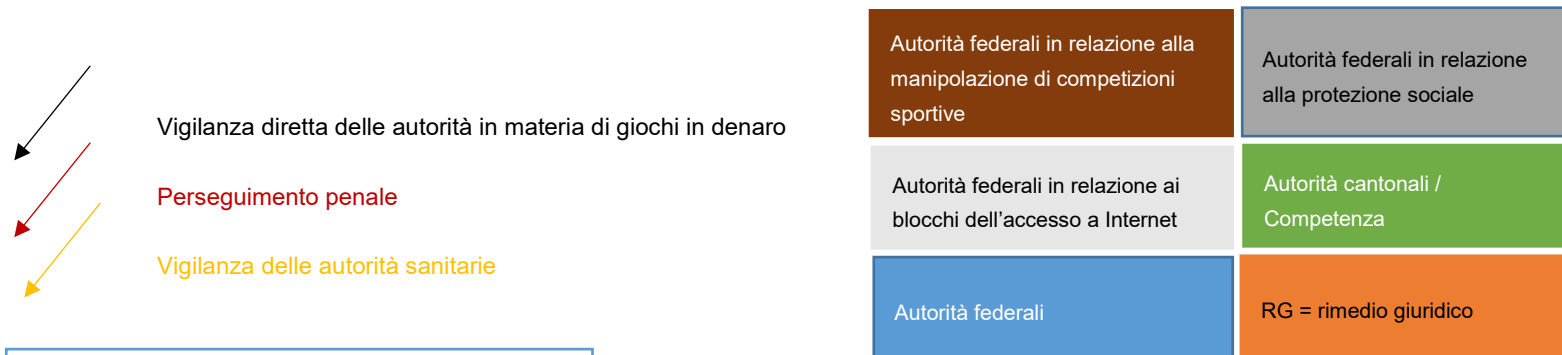 Vigilanza diretta delle autorità in materia di giochi in denaro
Perseguimento penale
Vigilanza delle autorità sanitarie
Autorità federali in relazione alla
manipolazione di competizioni
sportive
Autorità federali in relazione
alla protezione sociale
Autorità federali in relazione ai
blocchi dell’accesso a Internet
Autorità cantonali /
Competenza
Autorità federali
RG = rimedio giuridico